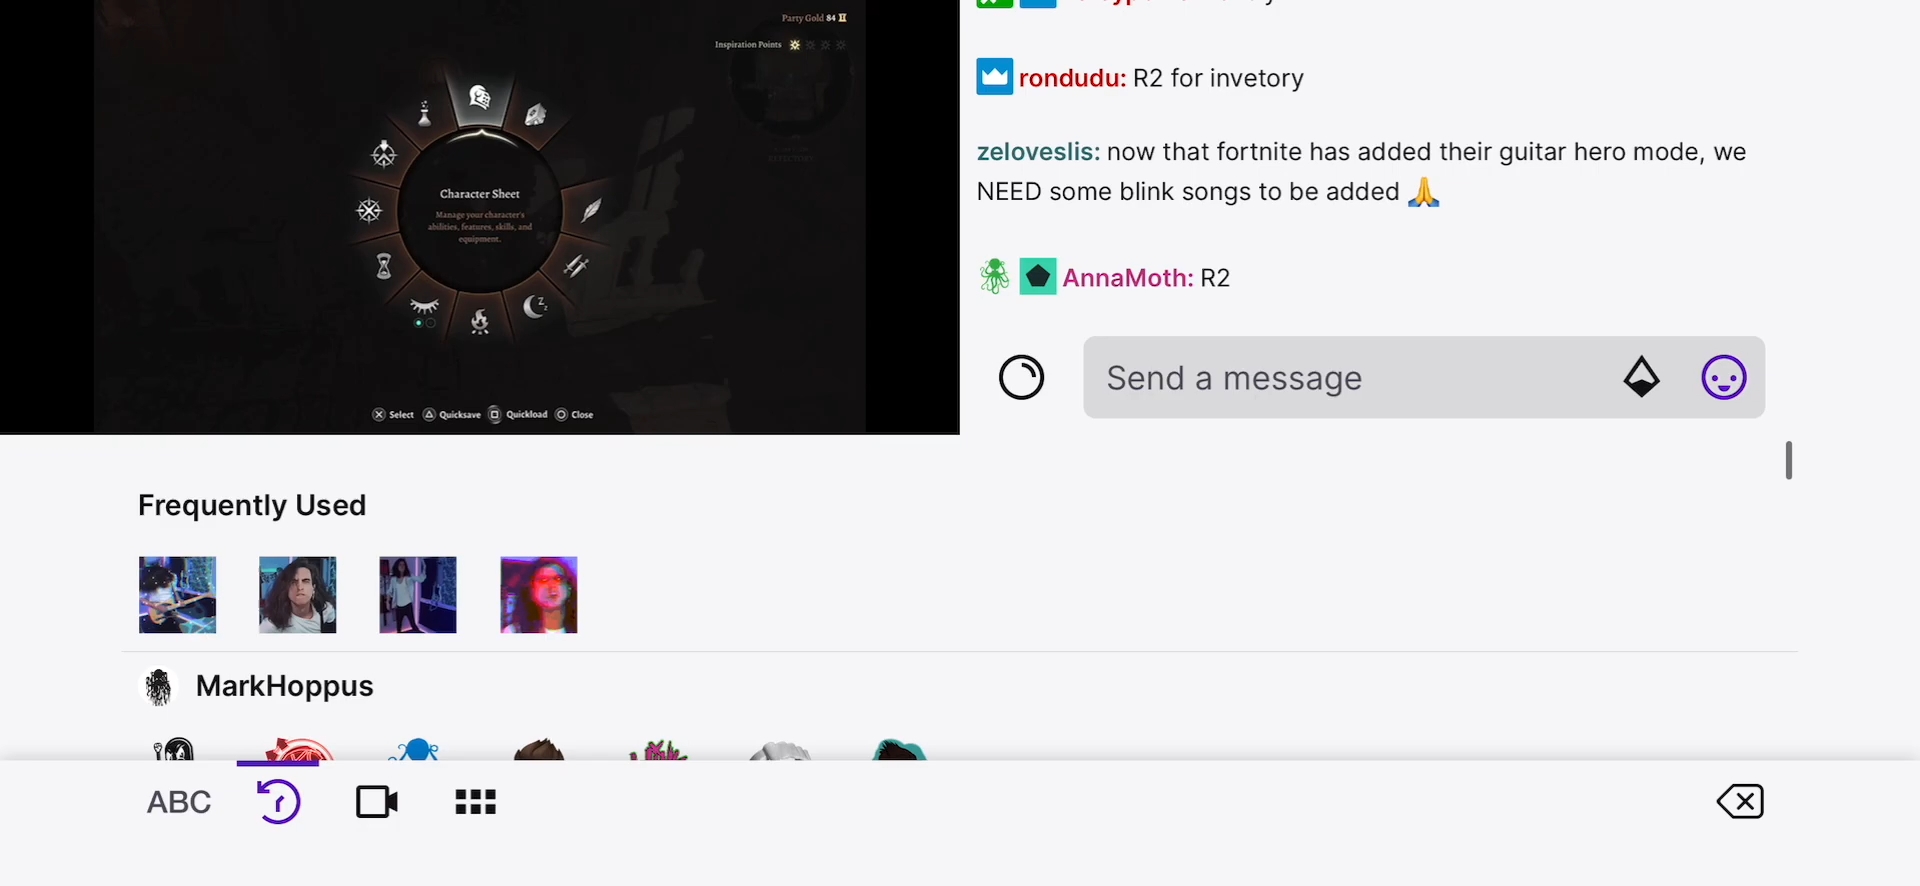 Party Gold 84
Inspiration Points
Character Sheet
Manage your character's
abilities, features, skills, and
equipment.
Select Quicksave Quickload Close
rondudu: R2 for invetory
zeloveslis: now that fortnite has added their guitar hero mode, we
NEED some blink songs to be added 🙏
AnnaMoth: R2
Send a message
Frequently Used
MarkHoppus
ABC